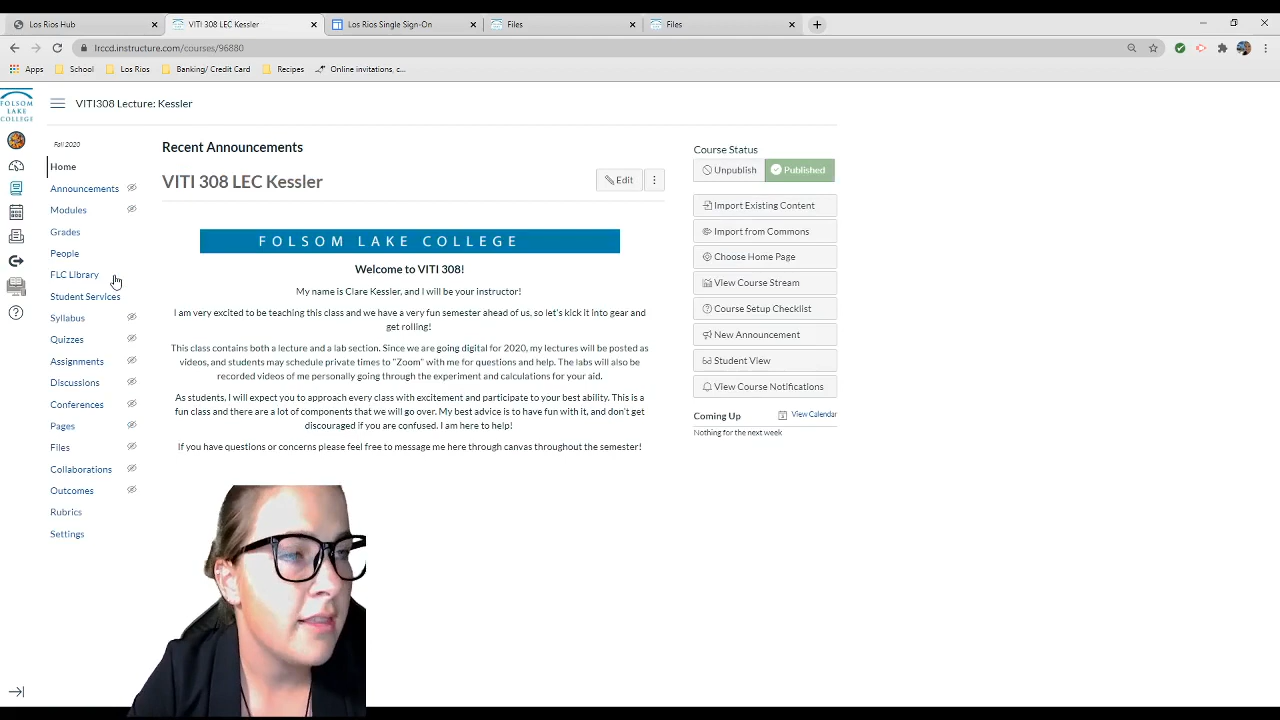 Los Rios Hub
VITI 308 LEC Kessler
Los Rios Single Sign-On
Files
Files
lrccd.instructure.com/courses/96880
Apps
School
Los Rios
Banking/ Credit Card
Recipes
Online invitations, c...
FOLSOM
LAKE
COLLEGE
VITI308 Lecture: Kessler
Fall 2020
Home
Announcements
Modules
Grades
People
FLC Library
Student Services
Syllabus
Quizzes
Assignments
Discussions
Conferences
Pages
Files
Collaborations
Outcomes
Rubrics
Settings
Recent Announcements
VITI 308 LEC Kessler
Edit
FOLSOM LAKE COLLEGE
Welcome to VITI 308!
My name is Clare Kessler, and I will be your instructor!
I am very excited to be teaching this class and we have a very fun semester ahead of us, so let's kick it into gear and
get rolling!
This class contains both a lecture and a lab section. Since we are going digital for 2020, my lectures will be posted as
videos, and students may schedule private times to "Zoom" with me for questions and help. The labs will also be
recorded videos of me personally going through the experiment and calculations for your aid.
As students, I will expect you to approach every class with excitement and participate to your best ability. This is a
fun class and there are a lot of components that we will go over. My best advice is to have fun with it, and don't get
discouraged if you are confused. I am here to help!
If you have questions or concerns please feel free to message me here through canvas throughout the semester!
Course Status
Unpublish
Published
Import Existing Content
Import from Commons
Choose Home Page
View Course Stream
Course Setup Checklist
New Announcement
Student View
View Course Notifications
Coming Up
View Calendar
Nothing for the next week